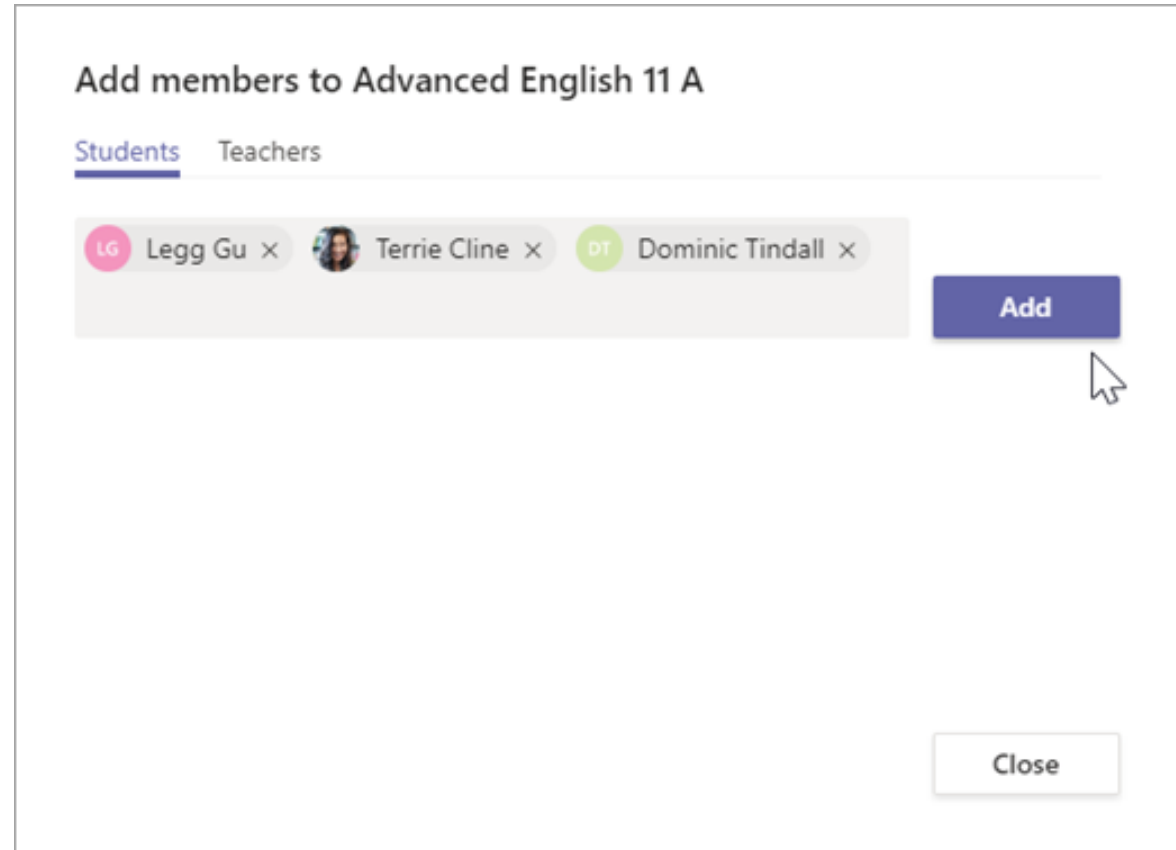 Add members to Advanced English 11 A
Students Teachers
LG Legg Gu × Terrie Cline × DT Dominic Tindall ×
Add
Close